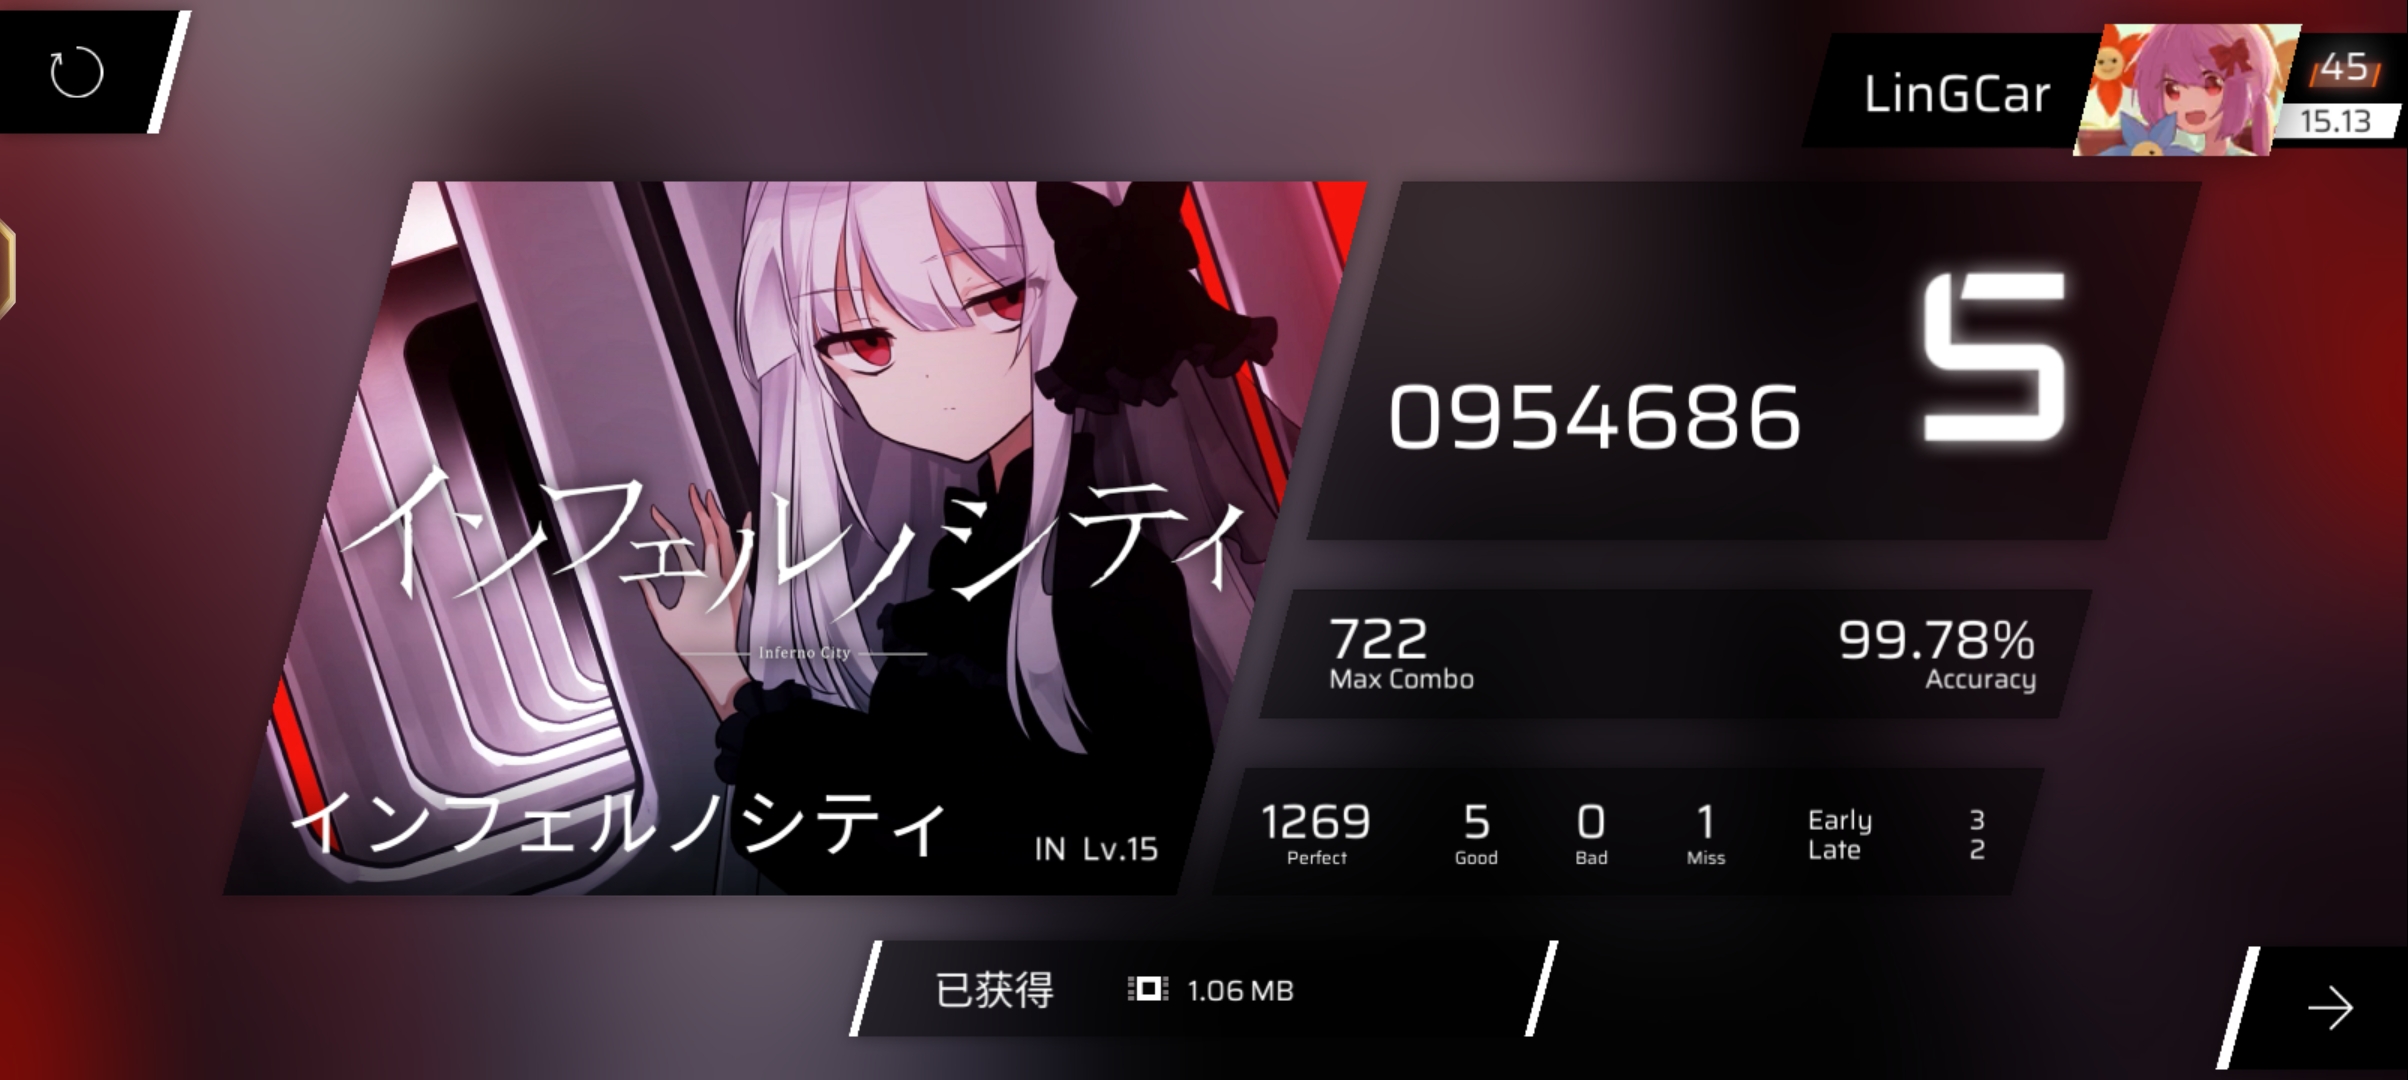 LinGCar
45
15.13
インフェルノシティ
Inferno City
インフェルノシティ
IN Lv.15
0954686
S
722
Max Combo
99.78%
Accuracy
1269 5 0 1
Perfect Good Bad Miss
Early 3
Late 2
已获得 1.06 MB